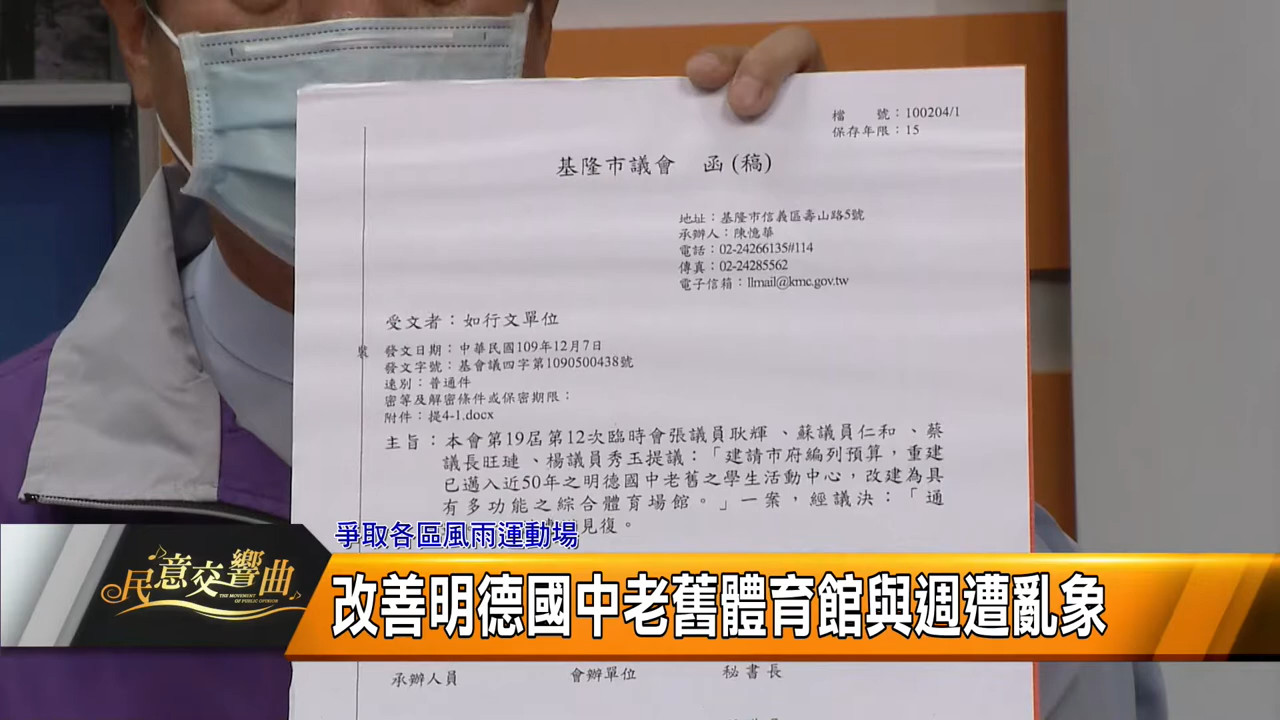 檔　　號：100204/1
保存年限：15
基隆市議會　函(稿)
地址：基隆市信義區壽山路5號
承辦人：陳憶華
電話：02-24266135#114
傳真：02-24285562
電子信箱：llmail@kmc.gov.tw
受文者：如行文單位
裝
發文日期：中華民國109年12月7日
發文字號：基會議四字第1090500438號
速別：普通件
密等及解密條件或保密期限：
附件：提4-1.docx
主旨：本會第19屆第12次臨時會張議員耿輝、蘇議員仁和、蔡
議長旺璉、楊議員秀玉提議：「建請市府編列預算，重建
已邁入近50年之明德國中老舊之學生活動中心，改建為具
有多功能之綜合體育場館。」一案，經議決：「通
見復。
爭取各區風雨運動場
民意交響曲
THE MOVEMENT
OF PUBLIC OPINION
改善明德國中老舊體育館與週遭亂象
承辦人員　會辦單位　秘書長